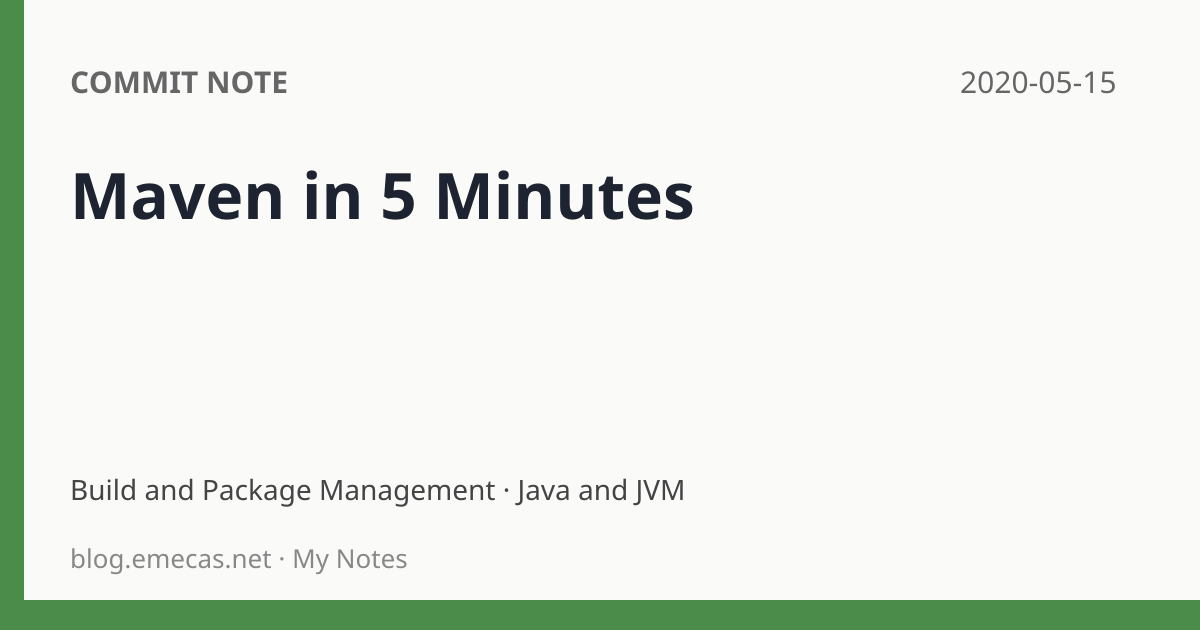 COMMIT NOTE
2020-05-15
Maven in 5 Minutes
Build and Package Management · Java and JVM
blog.emecas.net · My Notes